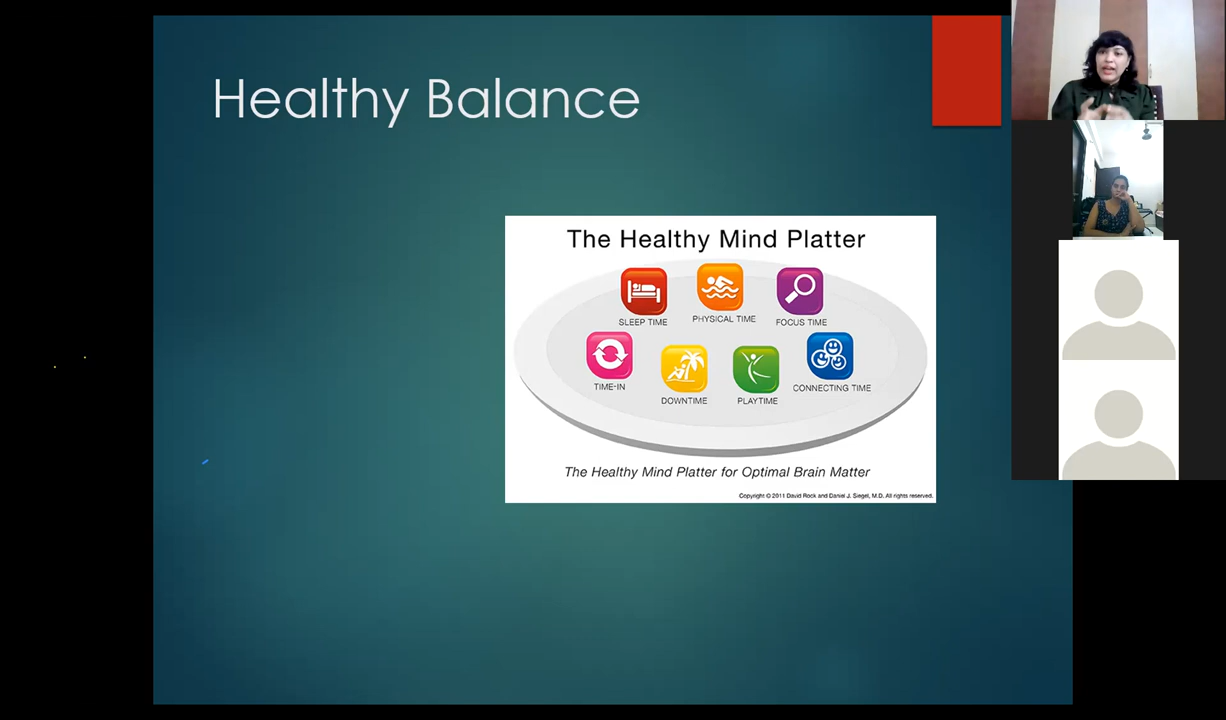 Healthy Balance
The Healthy Mind Platter
SLEEP TIME
PHYSICAL TIME
FOCUS TIME
TIME-IN
DOWNTIME
PLAYTIME
CONNECTING TIME
The Healthy Mind Platter for Optimal Brain Matter
Copyright © 2011 David Rock and Daniel J. Siegel, M.D. All rights reserved.